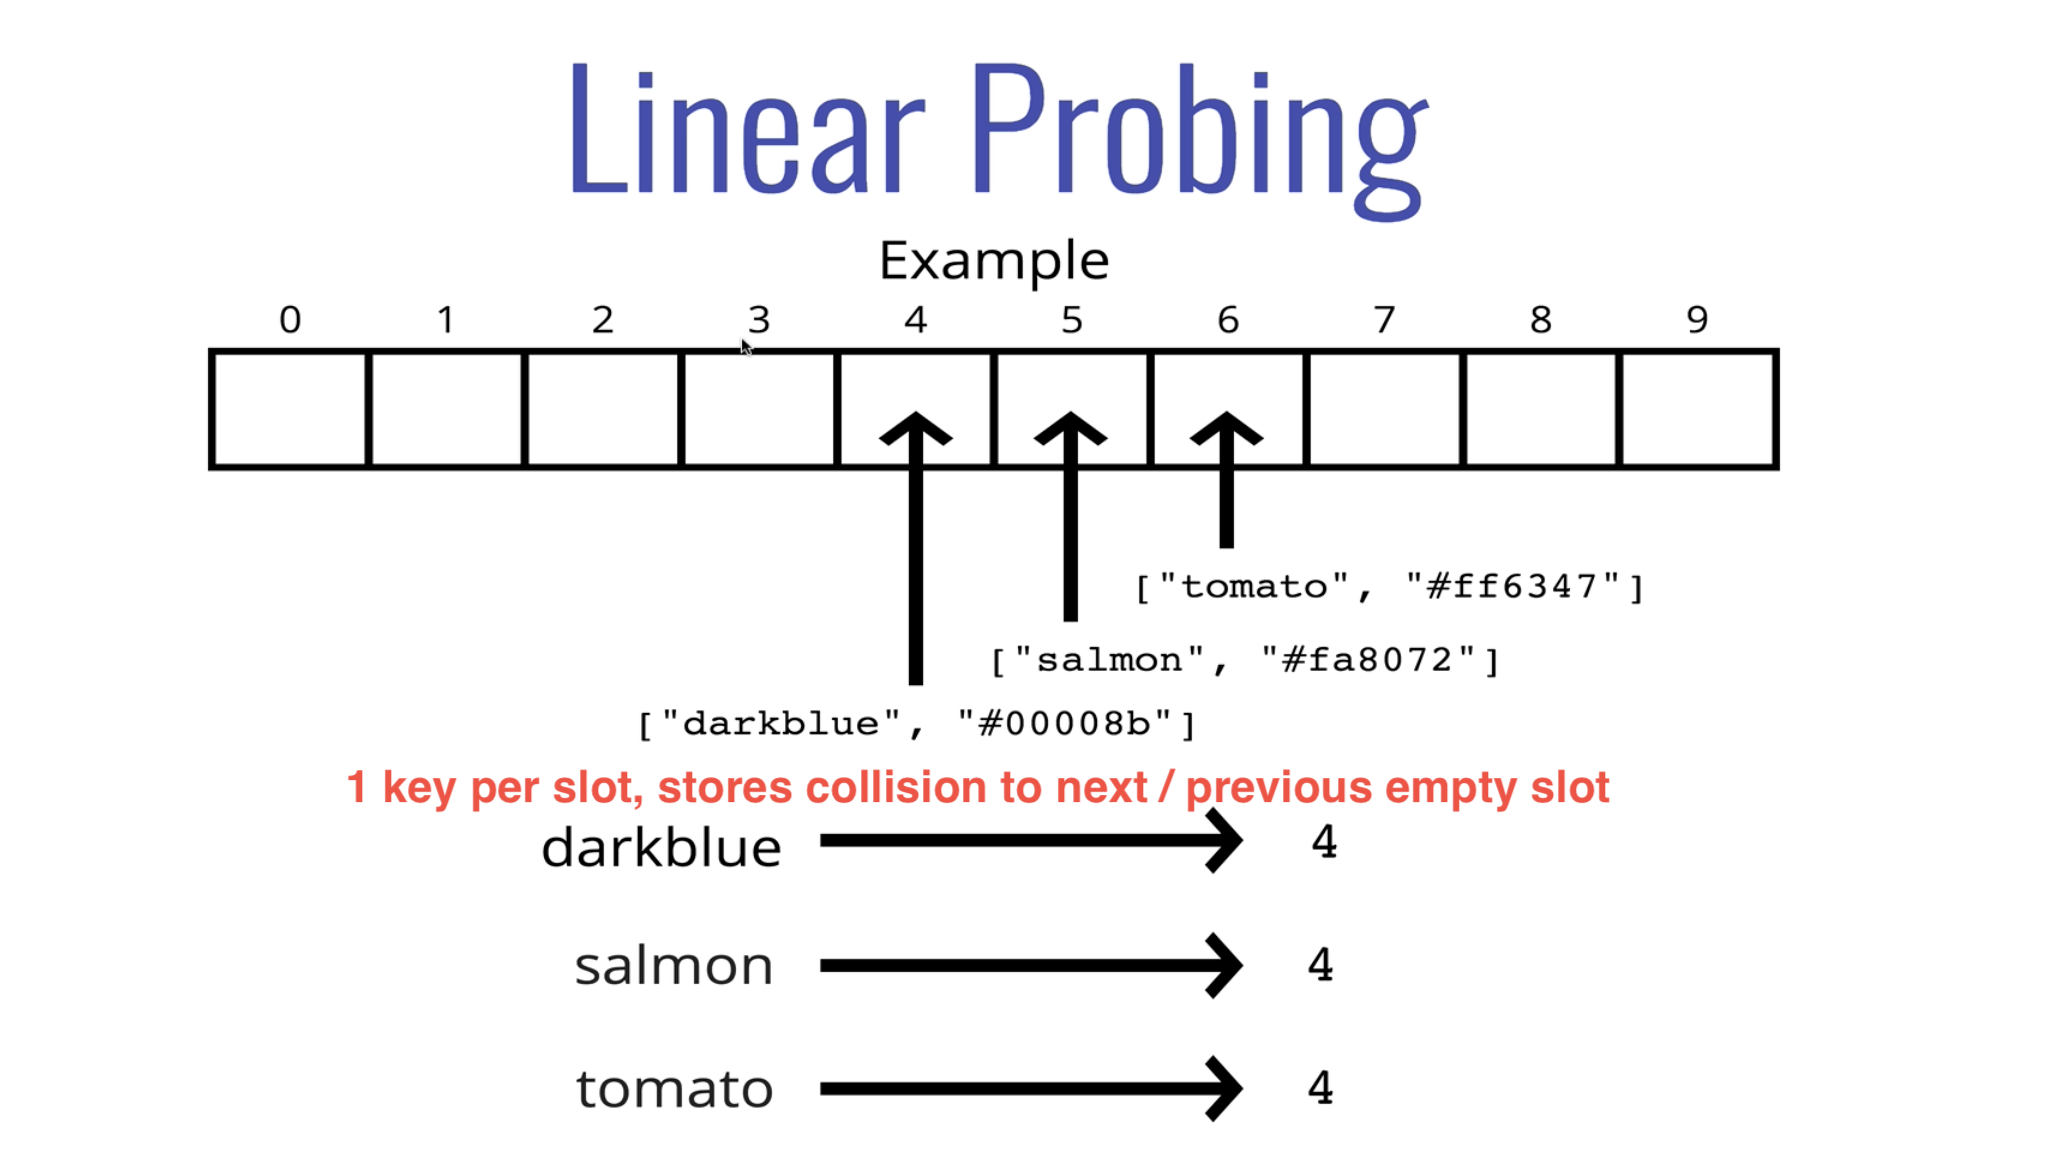 Linear Probing
Example
0 1 2 3 4 5 6 7 8 9
["tomato", "#ff6347"]
["salmon", "#fa8072"]
["darkblue", "#00008b"]
1 key per slot, stores collision to next / previous empty slot
darkblue 4
salmon 4
tomato 4